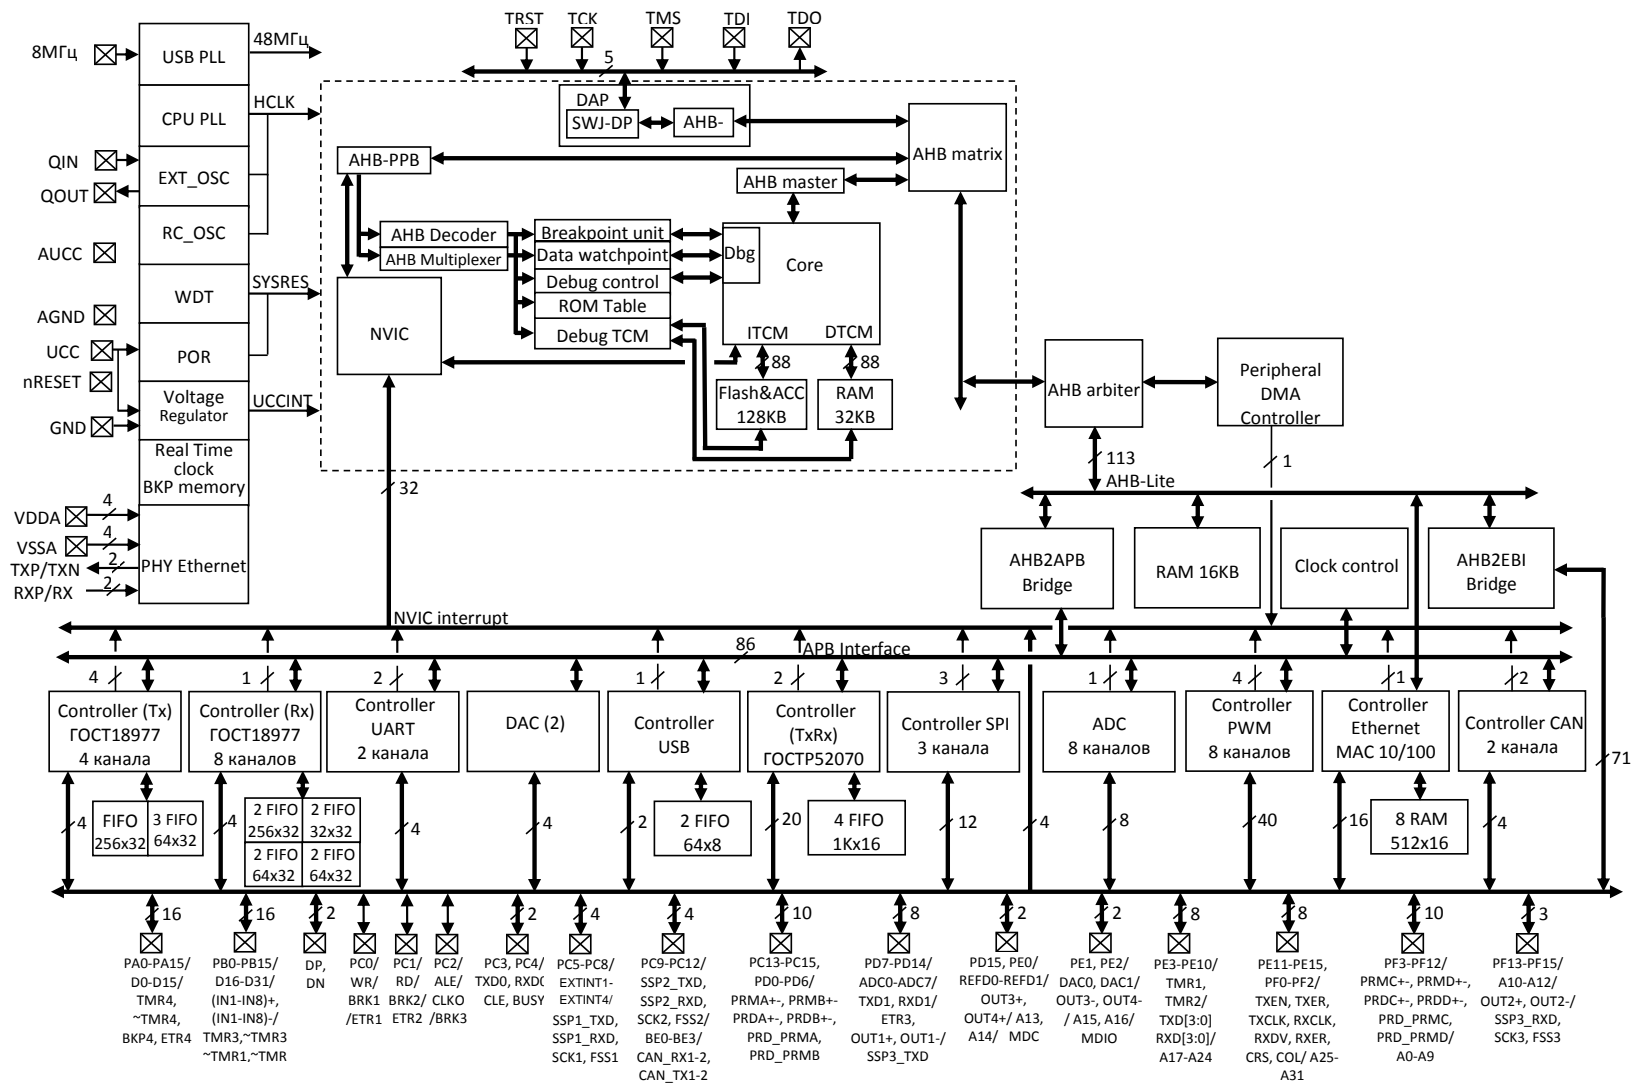 TRST TCK TMS TDI TDO
8МГц
USB PLL
48МГц
5
CPU PLL
HCLK
DAP
SWJ-DP
AHB-
AHB matrix
QIN
QOUT
EXT_OSC
AHB-PPB
AHB master
RC_OSC
AUCC
AHB Decoder
AHB Multiplexer
Breakpoint unit
Data watchpoint
Debug control
ROM Table
Debug TCM
Dbg
Core
ITCM
DTCM
WDT
SYSRES
NVIC
AGND
UCC
POR
nRESET
88
88
Flash&ACC
128KB
RAM
32KB
AHB arbiter
Peripheral
DMA
Controller
Voltage
Regulator
UCCINT
GND
Real Time
clock
BKP memory
32
113
1
AHB-Lite
VDDA
4
VSSA
4
TXP/TXN
2
RXP/RX
2
PHY Ethernet
AHB2APB
Bridge
RAM 16KB
Clock control
AHB2EBI
Bridge
NVIC interrupt
86
APB Interface
4
1
2
1
2
3
1
4
1
2
Controller (Tx)
ГОСТ18977
4 канала
Controller (Rx)
ГОСТ18977
8 каналов
Controller
UART
2 канала
DAC (2)
Controller
USB
Controller
(TxRx)
ГОСТР52070
Controller SPI
3 канала
ADC
8 каналов
Controller
PWM
8 каналов
Controller
Ethernet
MAC 10/100
Controller CAN
2 канала
71
4
FIFO
256x32
3 FIFO
64x32
4
2 FIFO
256x32
2 FIFO
32x32
2 FIFO
64x32
2 FIFO
64x32
4
4
2
2 FIFO
64x8
20
4 FIFO
1Kx16
12
4
8
40
16
8 RAM
512x16
4
16
16
2
2
4
4
10
8
2
2
8
8
10
3
PA0-PA15/
D0-D15/
TMR4,
~TMR4,
BKP4, ETR4
PB0-PB15/
D16-D31/
(IN1-IN8)+,
(IN1-IN8)-/
TMR3,~TMR3
~TMR1,~TMR
DP,
DN
PC0/
WR/
BRK1
/ETR1
PC1/
RD/
BRK2/
ETR2
PC2/
ALE/
CLKO
/BRK3
PC3, PC4/
TXD0, RXD0
CLE, BUSY
PC5-PC8/
EXTINT1-
EXTINT4/
SSP1_TXD,
SSP1_RXD,
SCK1, FSS1
PC9-PC12/
SSP2_TXD,
SSP2_RXD,
SCK2, FSS2/
BE0-BE3/
CAN_RX1-2,
CAN_TX1-2
PC13-PC15,
PD0-PD6/
PRMA+-, PRMB+-
PRDA+-, PRDB+-,
PRD_PRMA,
PRD_PRMB
PD7-PD14/
ADC0-ADC7/
TXD1, RXD1/
ETR3,
OUT1+, OUT1-/
SSP3_TXD
PD15, PE0/
REFD0-REFD1/
OUT3+,
OUT4+/ A13,
A14/ MDC
PE1, PE2/
DAC0, DAC1/
OUT3-, OUT4-
/ A15, A16/
MDIO
PE3-PE10/
TMR1,
TMR2/
TXD[3:0]
RXD[3:0]/
A17-A24
PE11-PE15,
PF0-PF2/
TXEN, TXER,
TXCLK, RXCLK,
RXDV, RXER,
CRS, COL/ A25-
A31
PF3-PF12/
PRMC+-, PRMD+-,
PRDC+-, PRDD+-,
PRD_PRMC,
PRD_PRMD/
A0-A9
PF13-PF15/
A10-A12/
OUT2+, OUT2-/
SSP3_RXD,
SCK3, FSS3